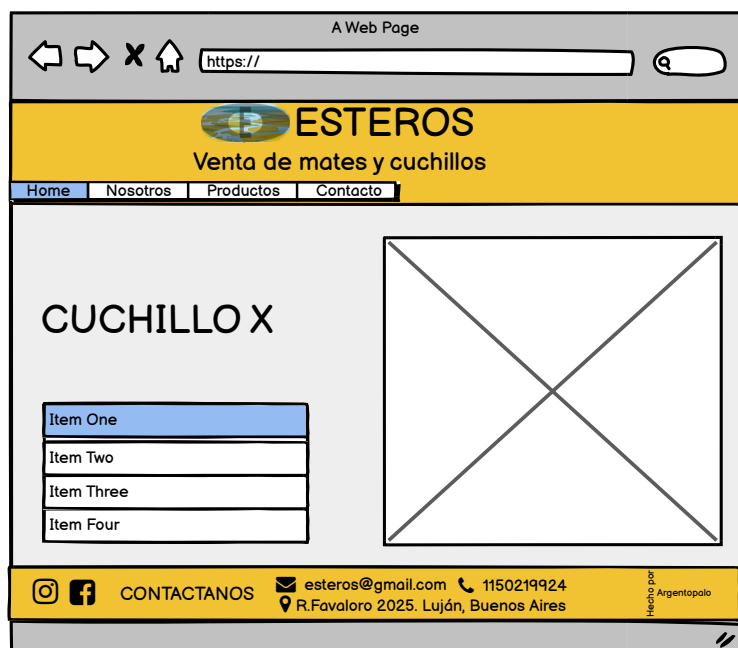 A Web Page
https://
E
ESTEROS
Venta de mates y cuchillos
Home Nosotros Productos Contacto
CUCHILLO X
Item One
Item Two
Item Three
Item Four
CONTACTANOS
esteros@gmail.com 1150219924
R.Favaloro 2025. Luján, Buenos Aires
Hecho por
Argentopalo